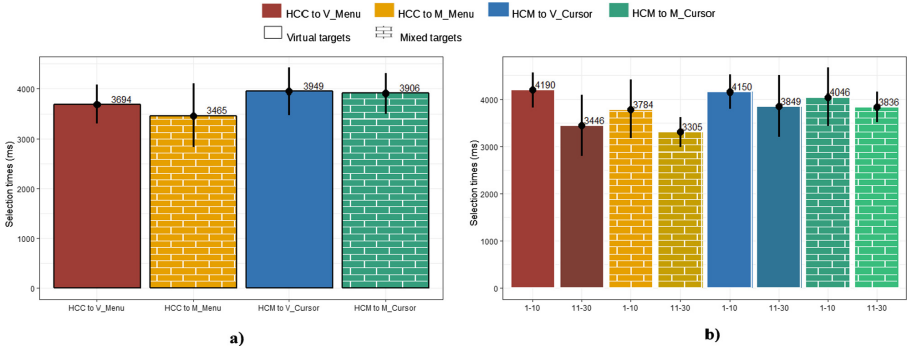 HCC to V_Menu HCC to M_Menu HCM to V_Cursor HCM to M_Cursor
Virtual targets Mixed targets
Selection times (ms)
4000
3000
2000
1000
0
3694
3465
3949
3906
HCC to V_Menu HCC to M_Menu HCM to V_Cursor HCM to M_Cursor
a)
Selection times (ms)
4000
3000
2000
1000
0
4190
3446
3784
3305
4150
3849
4046
3836
1-10 11-30 1-10 11-30 1-10 11-30 1-10 11-30
b)